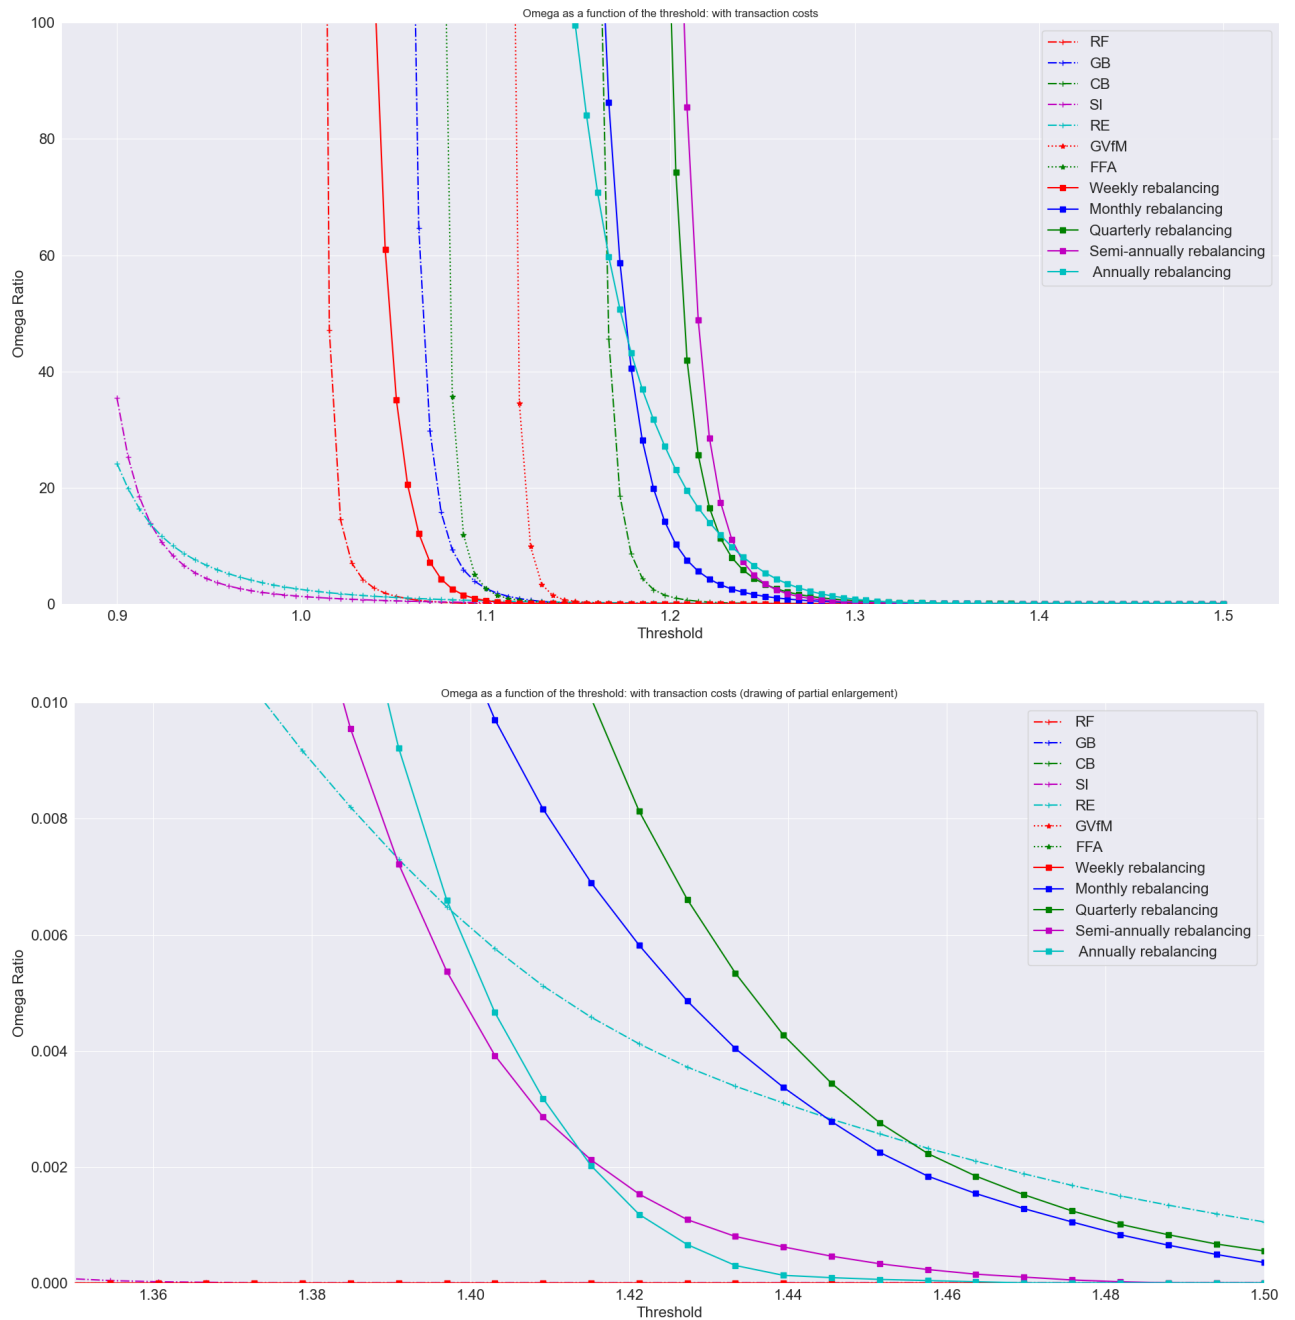 Omega as a function of the threshold: with transaction costs
100
80
60
40
20
0
Omega Ratio
0.9
1.0
1.1
1.2
1.3
1.4
1.5
Threshold
RF
GB
CB
SI
RE
GVfM
FFA
Weekly rebalancing
Monthly rebalancing
Quarterly rebalancing
Semi-annually rebalancing
Annually rebalancing
Omega as a function of the threshold: with transaction costs (drawing of partial enlargement)
0.010
0.008
0.006
0.004
0.002
0.000
Omega Ratio
1.36
1.38
1.40
1.42
1.44
1.46
1.48
1.50
Threshold
RF
GB
CB
SI
RE
GVfM
FFA
Weekly rebalancing
Monthly rebalancing
Quarterly rebalancing
Semi-annually rebalancing
Annually rebalancing